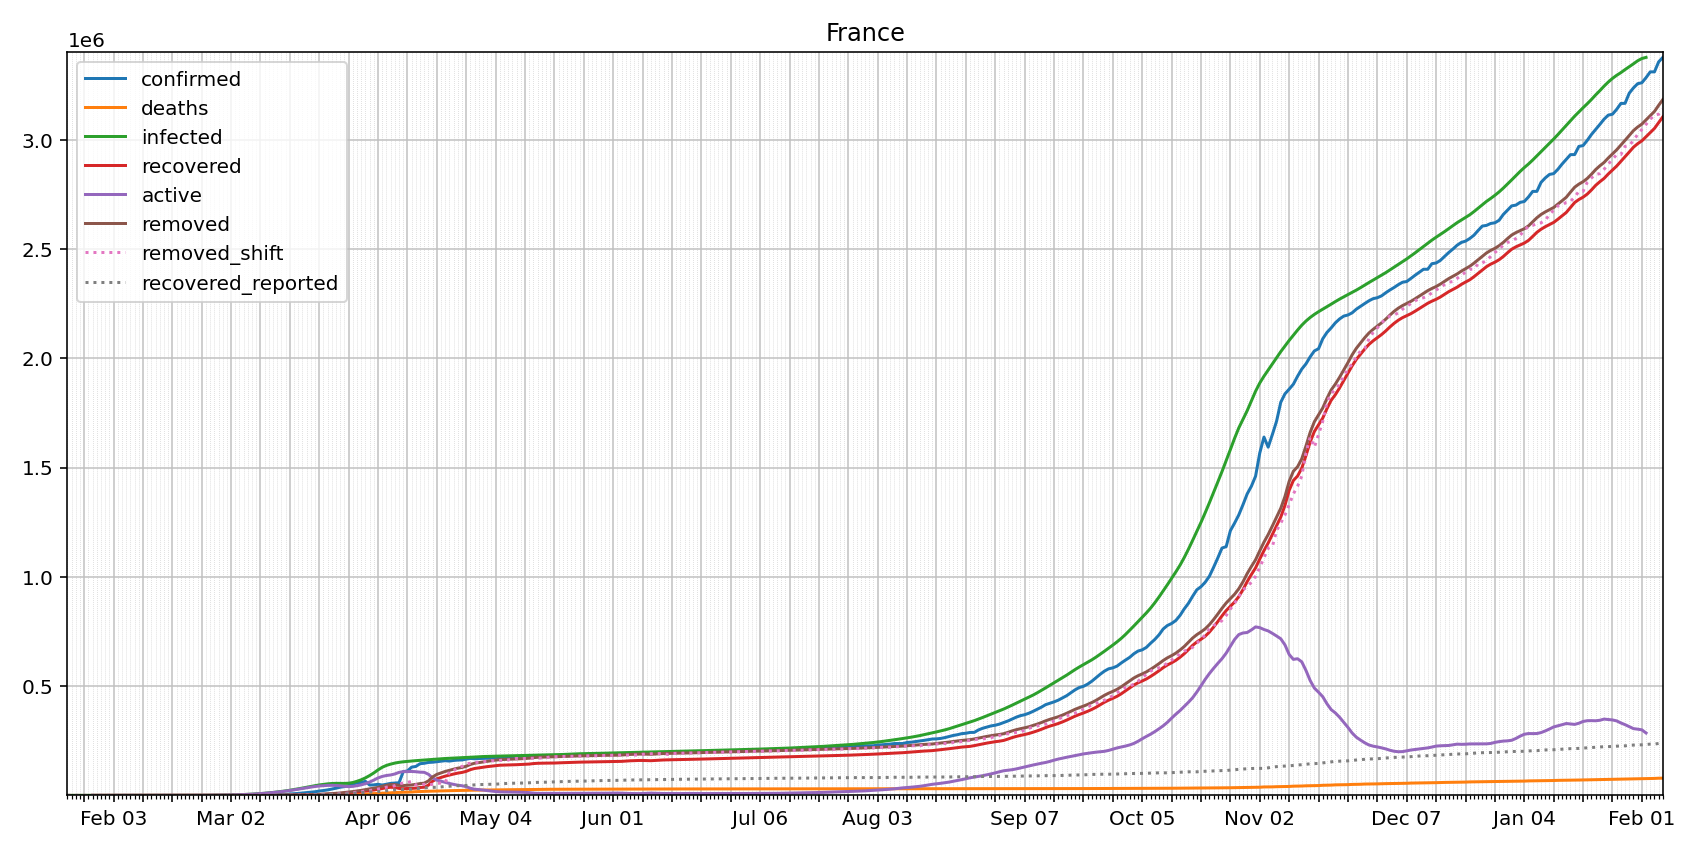 France
1e6
confirmed
deaths
infected
recovered
active
removed
removed_shift
recovered_reported
3.0
2.5
2.0
1.5
1.0
0.5
Feb 03 Mar 02 Apr 06 May 04 Jun 01 Jul 06 Aug 03 Sep 07 Oct 05 Nov 02 Dec 07 Jan 04 Feb 01